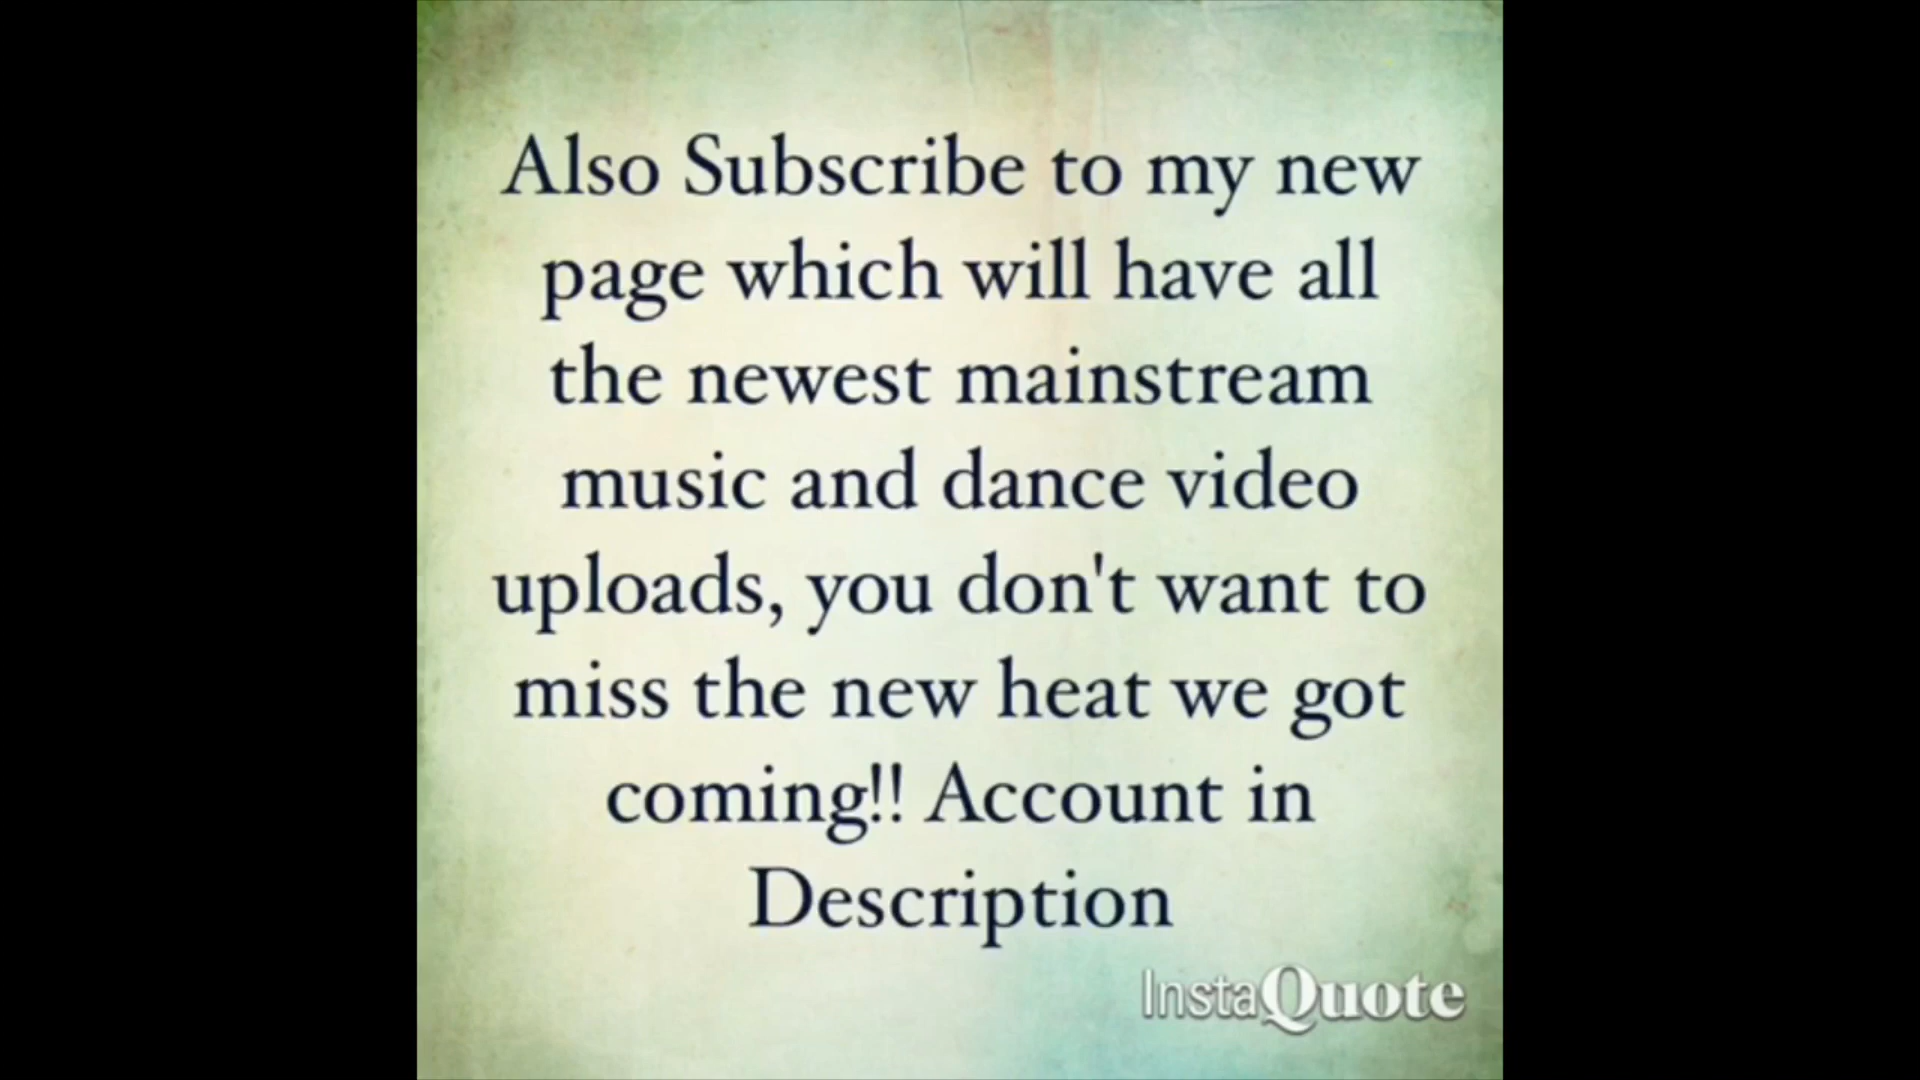 Also Subscribe to my new
page which will have all
the newest mainstream
music and dance video
uploads, you don't want to
miss the new heat we got
coming!! Account in
Description
InstaQuote